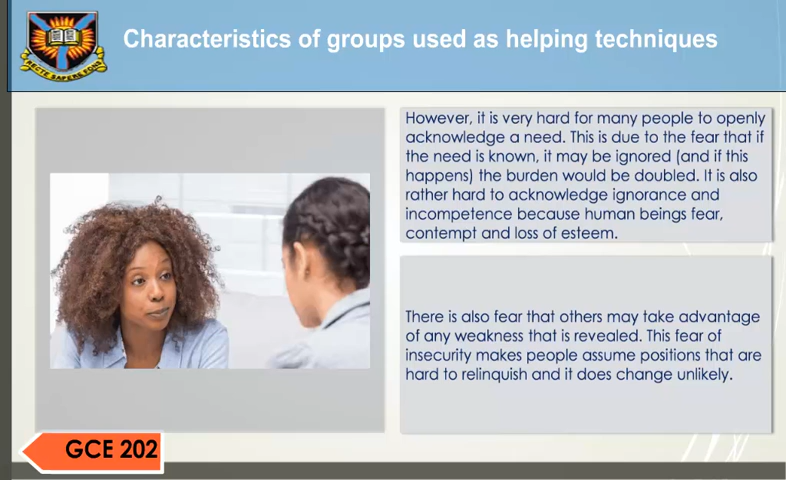 Characteristics of groups used as helping techniques
RECTE SAPERE FONS
However, it is very hard for many people to openly
acknowledge a need. This is due to the fear that if
the need is known, it may be ignored (and if this
happens) the burden would be doubled. It is also
rather hard to acknowledge ignorance and
incompetence because human beings fear,
contempt and loss of esteem.
There is also fear that others may take advantage
of any weakness that is revealed. This fear of
insecurity makes people assume positions that are
hard to relinquish and it does change unlikely.
GCE 202